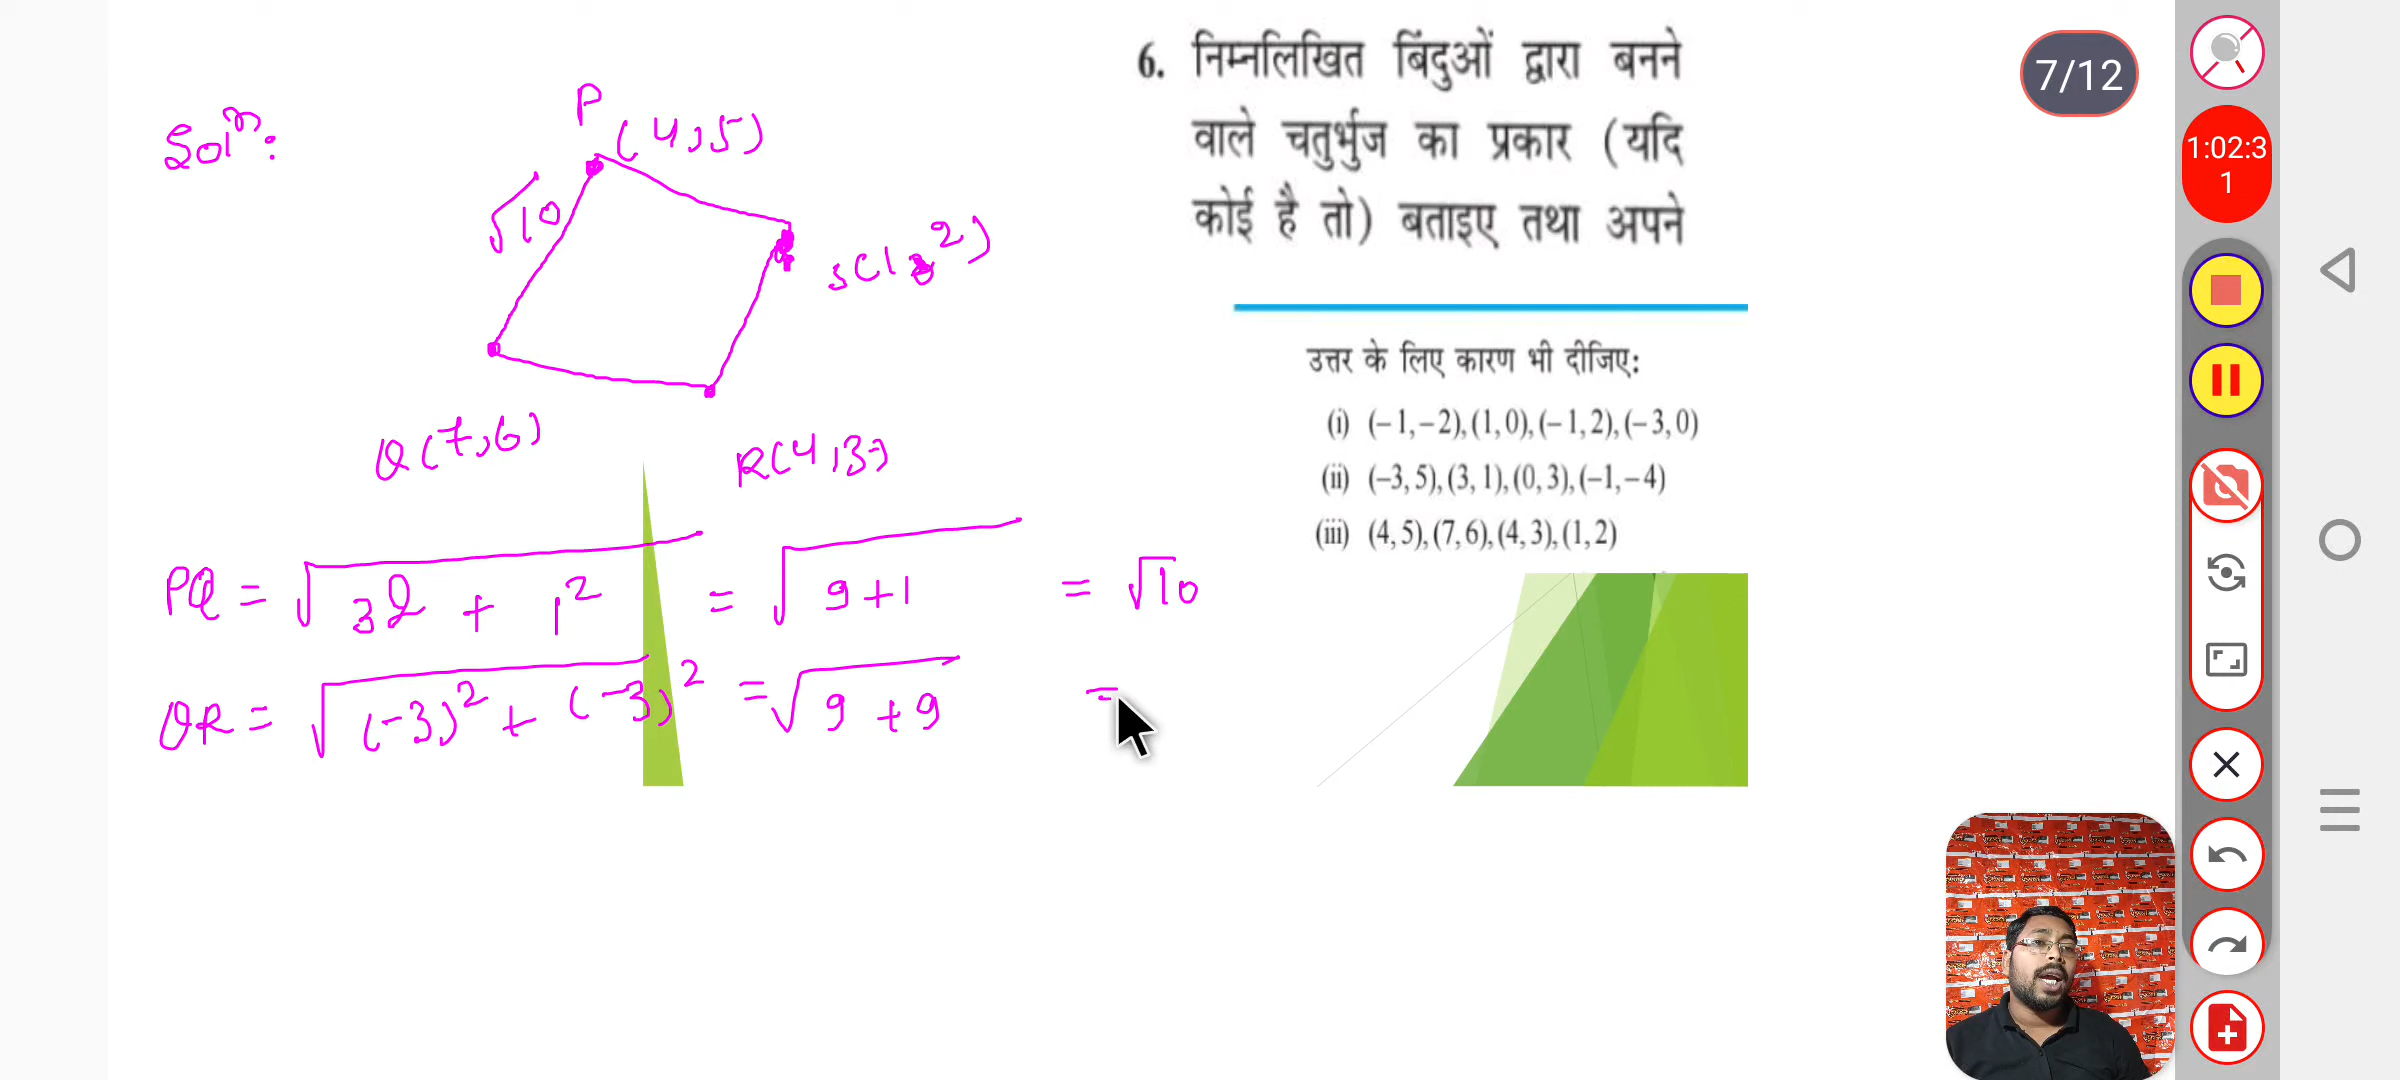 Solⁿ:
P
(4,5)
√10
S(1,2)
Q(7,6)
R(4,3)
PQ = √3² + 1² = √9+1 = √10
QR = √(-3)² + (-3)² = √9+9 =
6. निम्नलिखित बिंदुओं द्वारा बनने
वाले चतुर्भुज का प्रकार (यदि
कोई है तो) बताइए तथा अपने
उत्तर के लिए कारण भी दीजिए:
(i) (–1, –2), (1, 0), (–1, 2), (–3, 0)
(ii) (–3, 5), (3, 1), (0, 3), (–1, –4)
(iii) (4, 5), (7, 6), (4, 3), (1, 2)
7/12
1:02:3
1